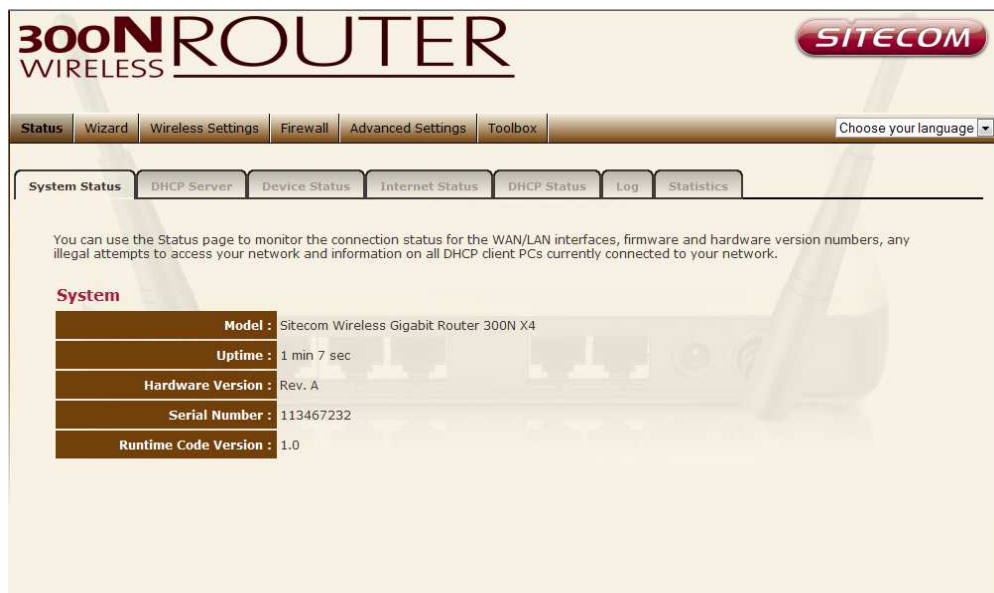 300N ROUTER
WIRELESS
SITECOM
Status Wizard Wireless Settings Firewall Advanced Settings Toolbox Choose your language
System Status DHCP Server Device Status Internet Status DHCP Status Log Statistics
You can use the Status page to monitor the connection status for the WAN/LAN interfaces, firmware and hardware version numbers, any
illegal attempts to access your network and information on all DHCP client PCs currently connected to your network.
System
Model : Sitecom Wireless Gigabit Router 300N X4
Uptime : 1 min 7 sec
Hardware Version : Rev. A
Serial Number : 113467232
Runtime Code Version : 1.0